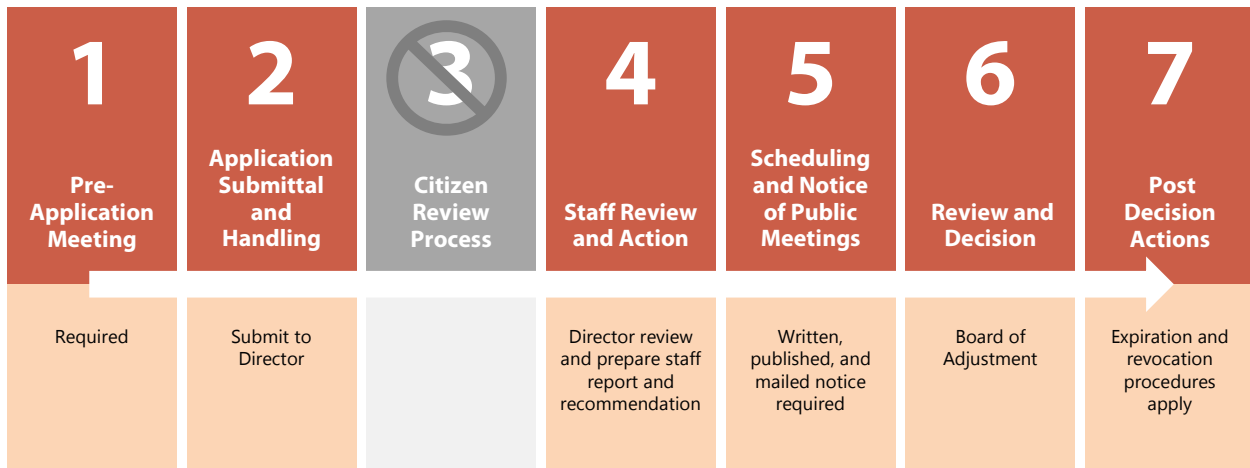 1
Pre-
Application
Meeting
Required
2
Application
Submittal
and
Handling
Submit to
Director
3
Citizen
Review
Process
4
Staff Review
and Action
Director review
and prepare staff
report and
recommendation
5
Scheduling
and Notice
of Public
Meetings
Written,
published, and
mailed notice
required
6
Review and
Decision
Board of
Adjustment
7
Post
Decision
Actions
Expiration and
revocation
procedures
apply